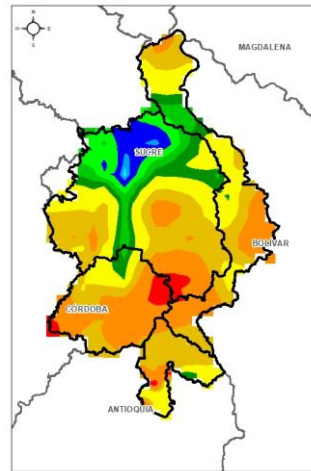 N
W E
S
MAGDALENA
SUCRE
BOLIVAR
CORDOBA
ANTIOQUIA